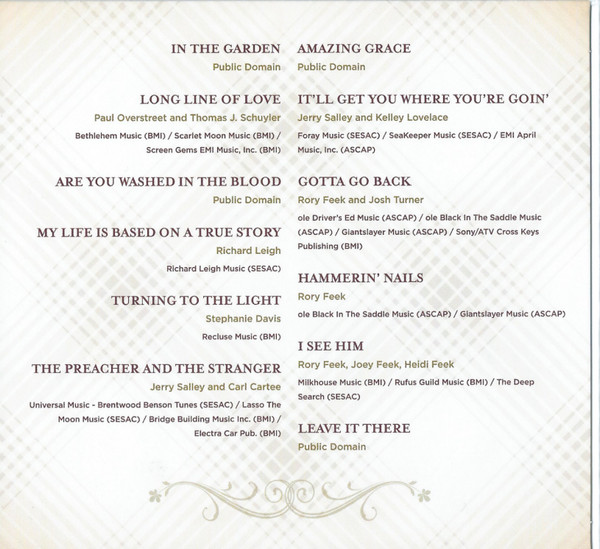 IN THE GARDEN
Public Domain
LONG LINE OF LOVE
Paul Overstreet and Thomas J. Schuyler
Bethlehem Music (BMI) / Scarlet Moon Music (BMI) /
Screen Gems EMI Music, Inc. (BMI)
ARE YOU WASHED IN THE BLOOD
Public Domain
MY LIFE IS BASED ON A TRUE STORY
Richard Leigh
Richard Leigh Music (SESAC)
TURNING TO THE LIGHT
Stephanie Davis
Recluse Music (BMI)
THE PREACHER AND THE STRANGER
Jerry Salley and Carl Cartee
Universal Music - Brentwood Benson Tunes (SESAC) / Lasso The
Moon Music (SESAC) / Bridge Building Music Inc. (BMI) /
Electra Car Pub. (BMI)
AMAZING GRACE
Public Domain
IT'LL GET YOU WHERE YOU'RE GOIN'
Jerry Salley and Kelley Lovelace
Foray Music (SESAC) / SeaKeeper Music (SESAC) / EMI April
Music, Inc. (ASCAP)
GOTTA GO BACK
Rory Feek and Josh Turner
ole Driver's Ed Music (ASCAP) / ole Black In The Saddle Music
(ASCAP) / Giantslayer Music (ASCAP) / Sony/ATV Cross Keys
Publishing (BMI)
HAMMERIN' NAILS
Rory Feek
ole Black In The Saddle Music (ASCAP) / Giantslayer Music (ASCAP)
I SEE HIM
Rory Feek, Joey Feek, Heidi Feek
Milkhouse Music (BMI) / Rufus Guild Music (BMI) / The Deep
Search (SESAC)
LEAVE IT THERE
Public Domain